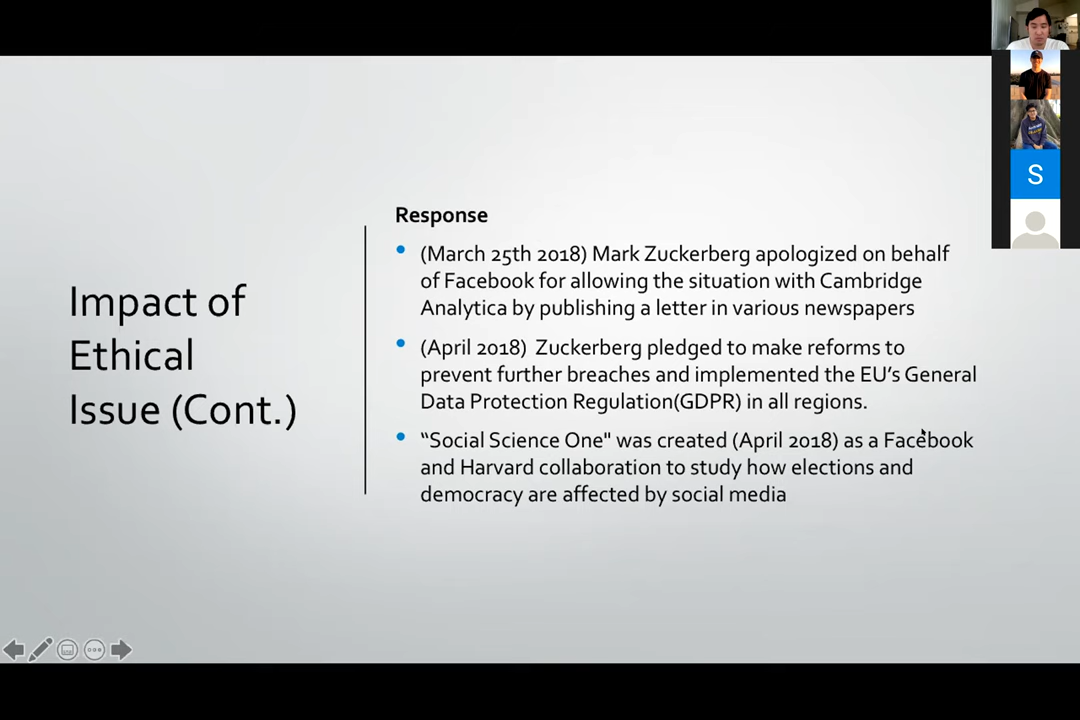 Impact of
Ethical
Issue (Cont.)
Response
(March 25th 2018) Mark Zuckerberg apologized on behalf
of Facebook for allowing the situation with Cambridge
Analytica by publishing a letter in various newspapers
(April 2018)  Zuckerberg pledged to make reforms to
prevent further breaches and implemented the EU's General
Data Protection Regulation(GDPR) in all regions.
“Social Science One" was created (April 2018) as a Facebook
and Harvard collaboration to study how elections and
democracy are affected by social media
S